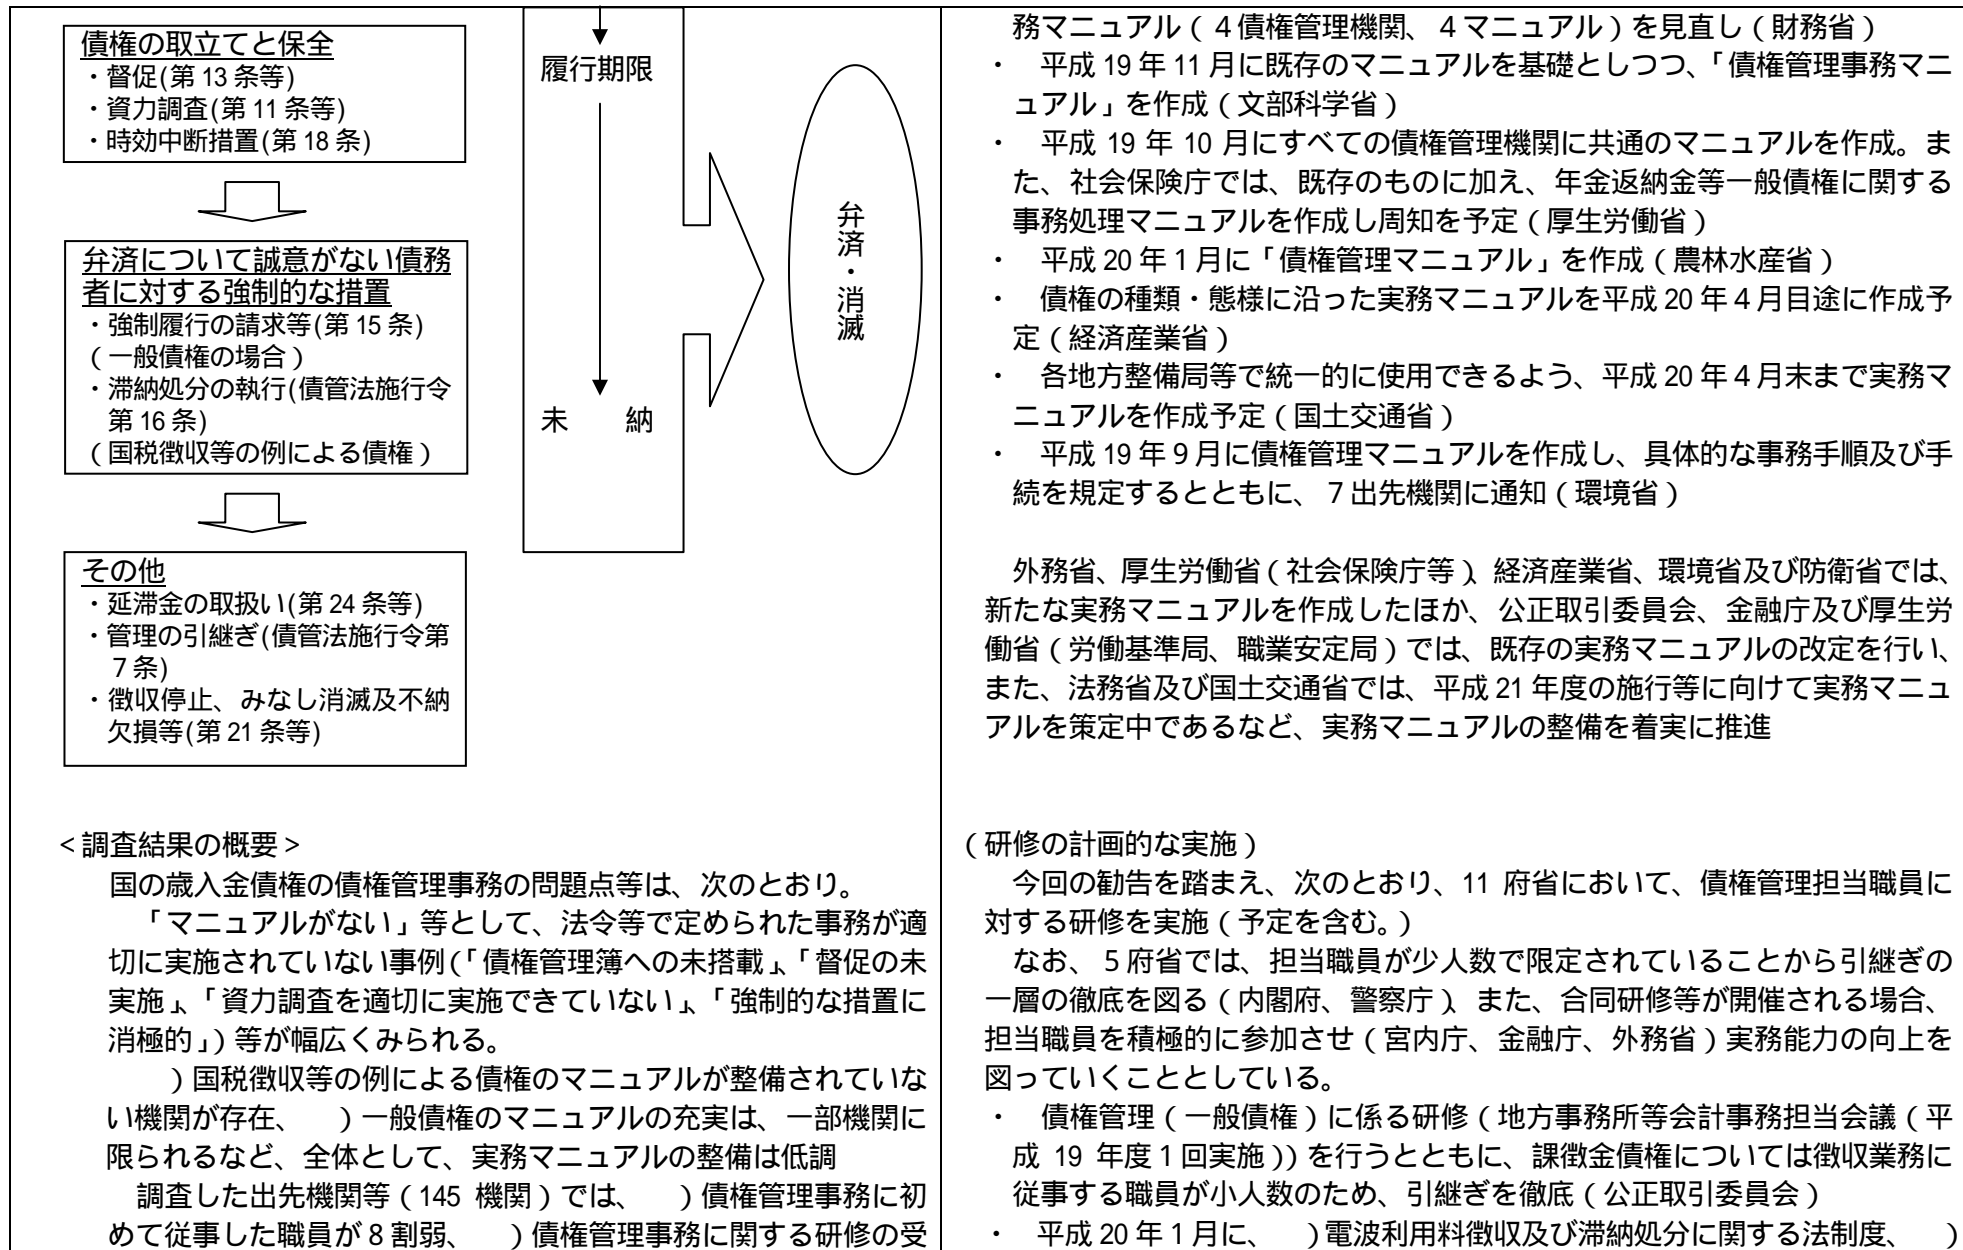 債権の取立てと保全
・督促(第 13 条等)
・資力調査(第 11 条等)
・時効中断措置(第 18 条)
弁済について誠意がない債務
者に対する強制的な措置
・強制履行の請求等(第 15 条)
（一般債権の場合）
・滞納処分の執行(債管法施行令
第 16 条)
（国税徴収等の例による債権）
その他
・延滞金の取扱い(第 24 条等)
・管理の引継ぎ(債管法施行令第
７条)
・徴収停止、みなし消滅及不納
欠損等(第 21 条等)
履行期限
未　　納
弁済・消滅
＜調査結果の概要＞
国の歳入金債権の債権管理事務の問題点等は、次のとおり。
「マニュアルがない」等として、法令等で定められた事務が適
切に実施されていない事例(「債権管理簿への未搭載」、「督促の未
実施」、「資力調査を適切に実施できていない」、「強制的な措置に
消極的」）等が幅広くみられる。
）国税徴収等の例による債権のマニュアルが整備されていな
い機関が存在、　）一般債権のマニュアルの充実は、一部機関に
限られるなど、全体として、実務マニュアルの整備は低調
調査した出先機関等（145 機関）では、　）債権管理事務に初
めて従事した職員が８割弱、　）債権管理事務に関する研修の受
務マニュアル（４債権管理機関、４マニュアル）を見直し（財務省）
・　平成 19 年 11 月に既存のマニュアルを基礎としつつ、「債権管理事務マニ
ュアル」を作成（文部科学省）
・　平成 19 年 10 月にすべての債権管理機関に共通のマニュアルを作成。ま
た、社会保険庁では、既存のものに加え、年金返納金等一般債権に関する
事務処理マニュアルを作成し周知を予定（厚生労働省）
・　平成 20 年１月に「債権管理マニュアル」を作成（農林水産省）
・　債権の種類・態様に沿った実務マニュアルを平成 20 年４月目途に作成予
定（経済産業省）
・　各地方整備局等で統一的に使用できるよう、平成 20 年４月末まで実務マ
ニュアルを作成予定（国土交通省）
・　平成 19 年９月に債権管理マニュアルを作成し、具体的な事務手順及び手
続を規定するとともに、７出先機関に通知（環境省）
外務省、厚生労働省（社会保険庁等）、経済産業省、環境省及び防衛省では、
新たな実務マニュアルを作成したほか、公正取引委員会、金融庁及び厚生労
働省（労働基準局、職業安定局）では、既存の実務マニュアルの改定を行い、
また、法務省及び国土交通省では、平成 21 年度の施行等に向けて実務マニュ
アルを策定中であるなど、実務マニュアルの整備を着実に推進
（研修の計画的な実施）
今回の勧告を踏まえ、次のとおり、11 府省において、債権管理担当職員に
対する研修を実施（予定を含む。）
なお、５府省では、担当職員が少人数で限定されていることから引継ぎの
一層の徹底を図る（内閣府、警察庁）、また、合同研修等が開催される場合、
担当職員を積極的に参加させ（宮内庁、金融庁、外務省）実務能力の向上を
図っていくこととしている。
・　債権管理（一般債権）に係る研修（地方事務所等会計事務担当会議（平
成 19 年度１回実施））を行うとともに、課徴金債権については徴収業務に
従事する職員が小人数のため、引継ぎを徹底（公正取引委員会）
・　平成 20 年１月に、　）電波利用料徴収及び滞納処分に関する法制度、　）